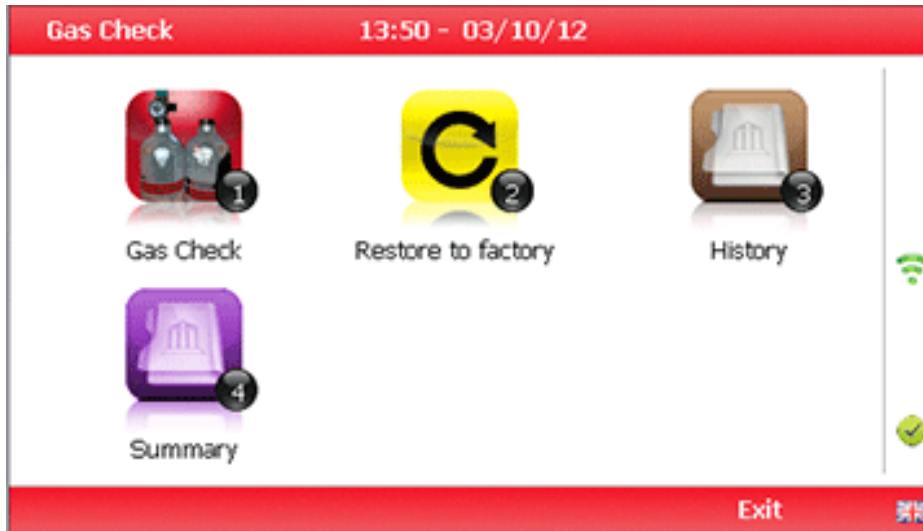 Gas Check 13:50 - 03/10/12
1 2 3
Gas Check Restore to factory History
4
Summary
Exit